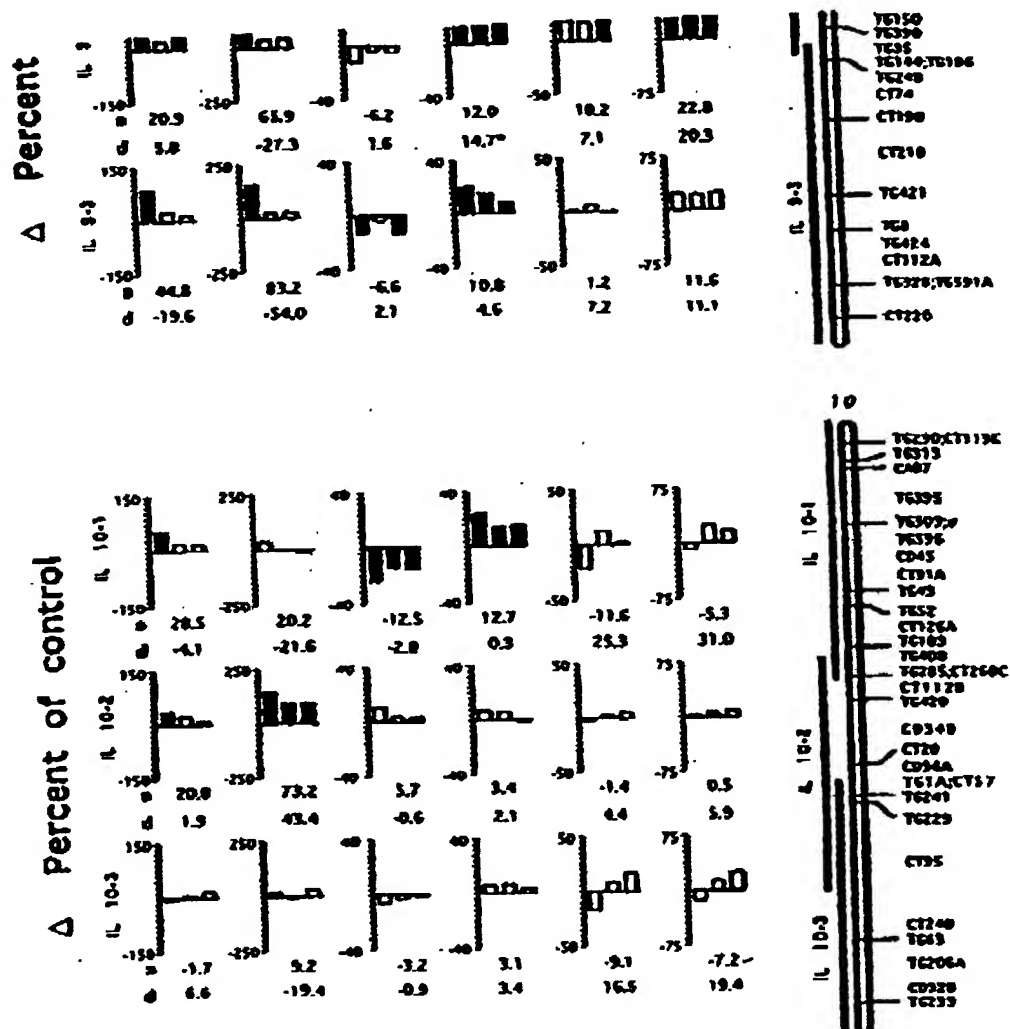 Δ Percent
IL 9
-150 -250 -40 -40 -50 -75
a 20.9 65.9 -6.2 12.0 10.2 22.8
d 5.8 -27.3 1.6 14.7* 7.1 20.3
IL 9-3
150 250 40 40 50 75
-150 -250 -40 -40 -50 -75
a 44.8 83.2 -6.6 10.8 1.2 11.6
d -19.6 -54.0 2.1 4.6 7.2 11.1
IL 9-3
TG390
TG35
TG248
CT74
CT198
CT218
TG421
TG8
TG424
CT112A
TG328;TG591A
CT220
Δ Percent of control
IL 10-1
150 250 40 40 50 75
-150 -250 -40 -40 -50 -75
a 28.5 20.2 -12.5 12.7 -11.6 -5.3
d -4.1 -21.6 -2.8 0.3 25.3 31.0
IL 10-2
150 250 40 40 50 75
-150 -250 -40 -40 -50 -75
a 20.8 73.2 5.7 3.4 -1.4 0.5
d 1.9 43.4 -0.6 2.1 4.4 5.9
IL 10-3
150 250 40 40 50 75
-150 -250 -40 -40 -50 -75
a -1.7 9.2 -3.2 3.1 -9.1 -7.2
d 6.6 -19.4 -0.9 3.4 16.5 19.4
10
IL 10-1
TG313
TG395
TG396
CD45
CT91A
TG43
TG52
CT126A
TG408
TG285;CT268C
CT112B
TG420
IL 10-2
CT20
CD34A
TG1A;CT57
TG241
TG229
CT95
IL 10-3
CT240
TG63
TG206A
CD32B
TG233